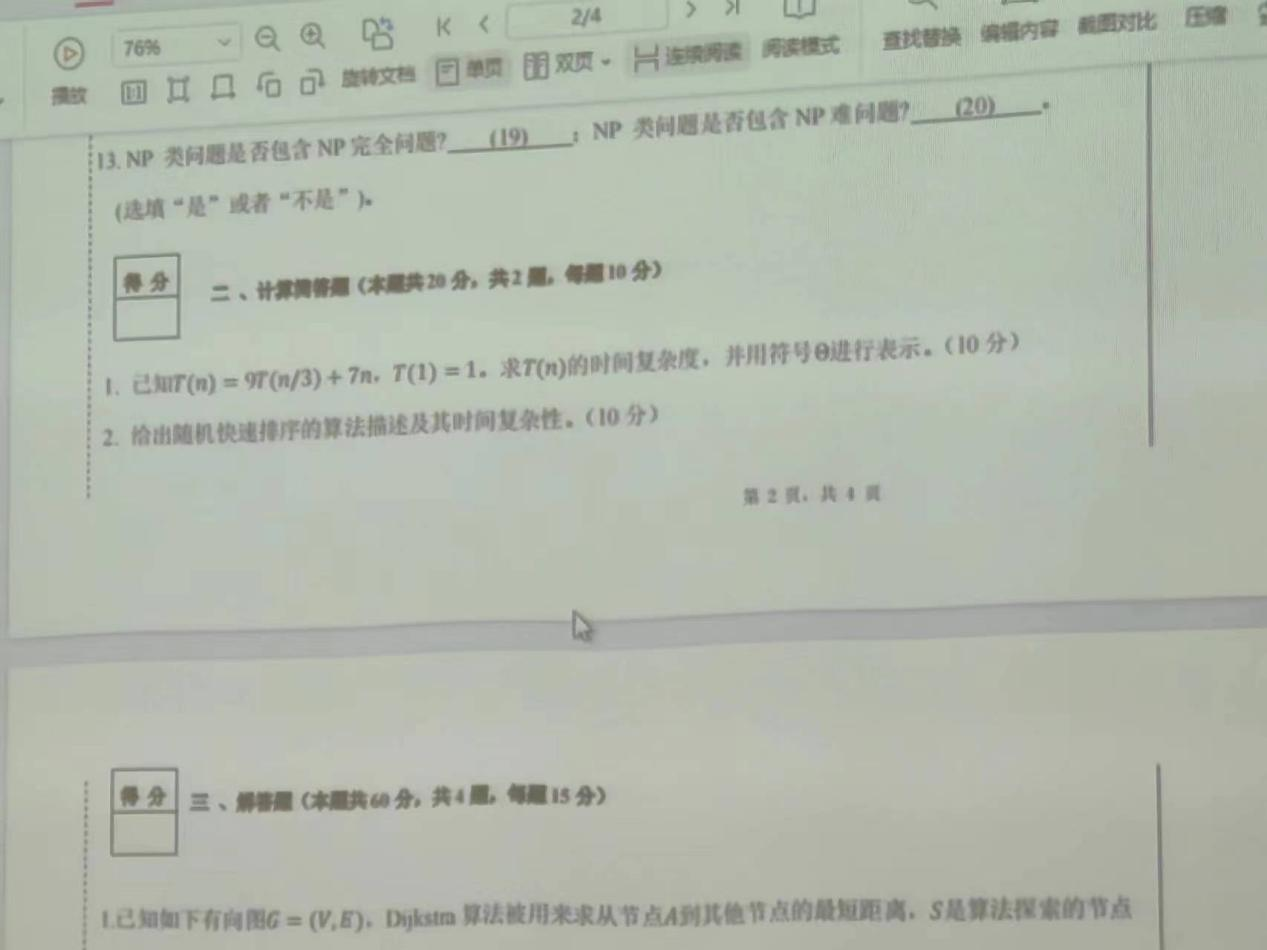 2/4
76%
播放
旋转文档
单页
双页
连续阅读
阅读模式
查找替换
编辑内容
截图对比
压缩
13. NP 类问题是否包含 NP 完全问题?____(19)____；NP 类问题是否包含 NP 难问题?____(20)____。
(选填“是”或者“不是”)。
得分
二、计算简答题（本题共20分，共2题，每题10分）
1. 已知T(n) = 9T(n/3) + 7n，T(1) = 1。求T(n)的时间复杂度，并用符号Θ进行表示。（10 分）
2. 给出随机快速排序的算法描述及其时间复杂性。（10 分）
第 2 页，共 4 页
得分
三、解答题（本题共60分，共4题，每题15分）
1.已知如下有向图G = (V, E)，Dijkstra 算法被用来求从节点A到其他节点的最短距离，S是算法探索的节点